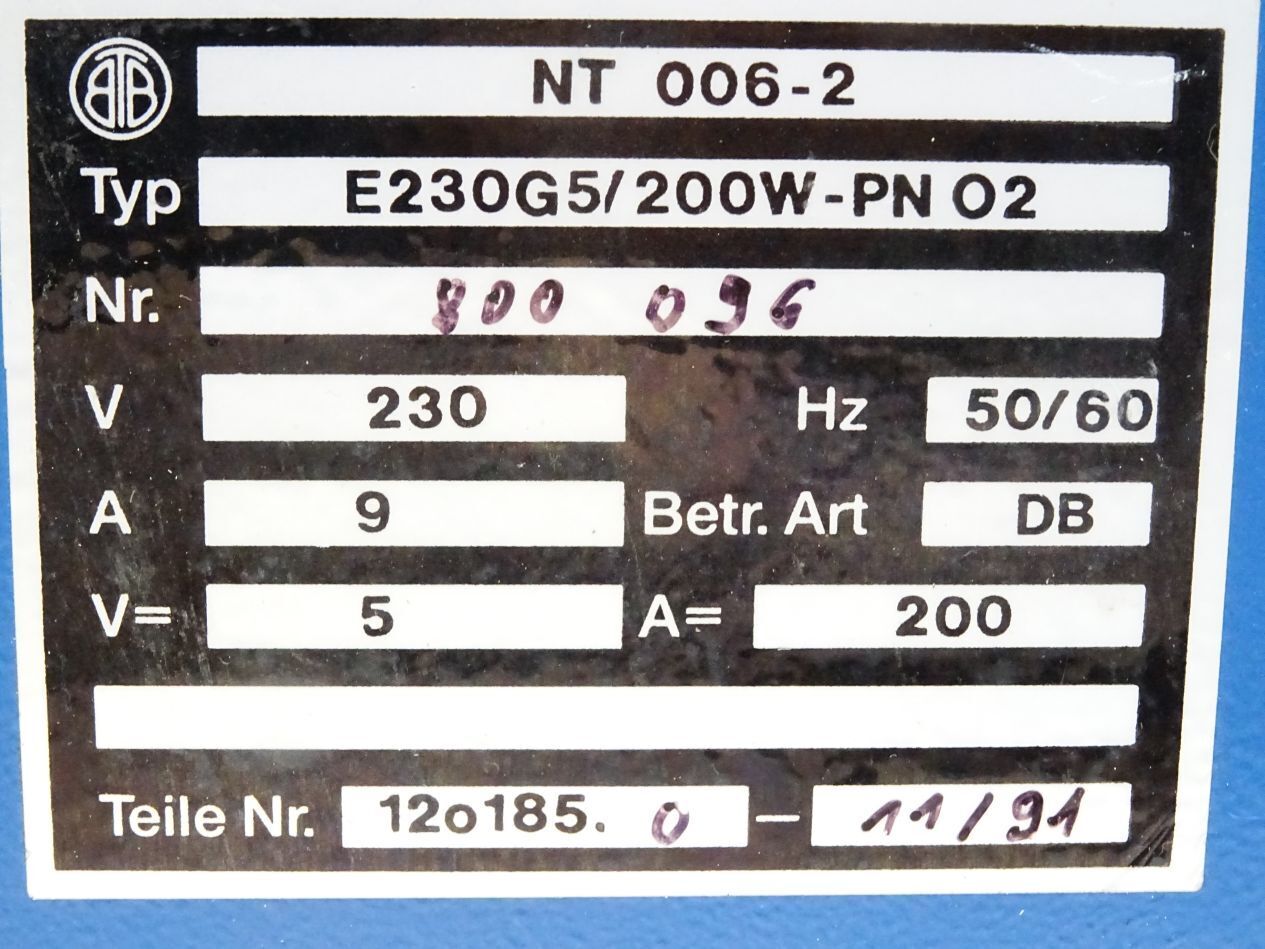 BTB NT 006-2
Typ E230G5/200W-PN O2
Nr. 800 096
V 230 Hz 50/60
A 9 Betr. Art DB
V= 5 A= 200
Teile Nr. 12o185. 0 — 11/91